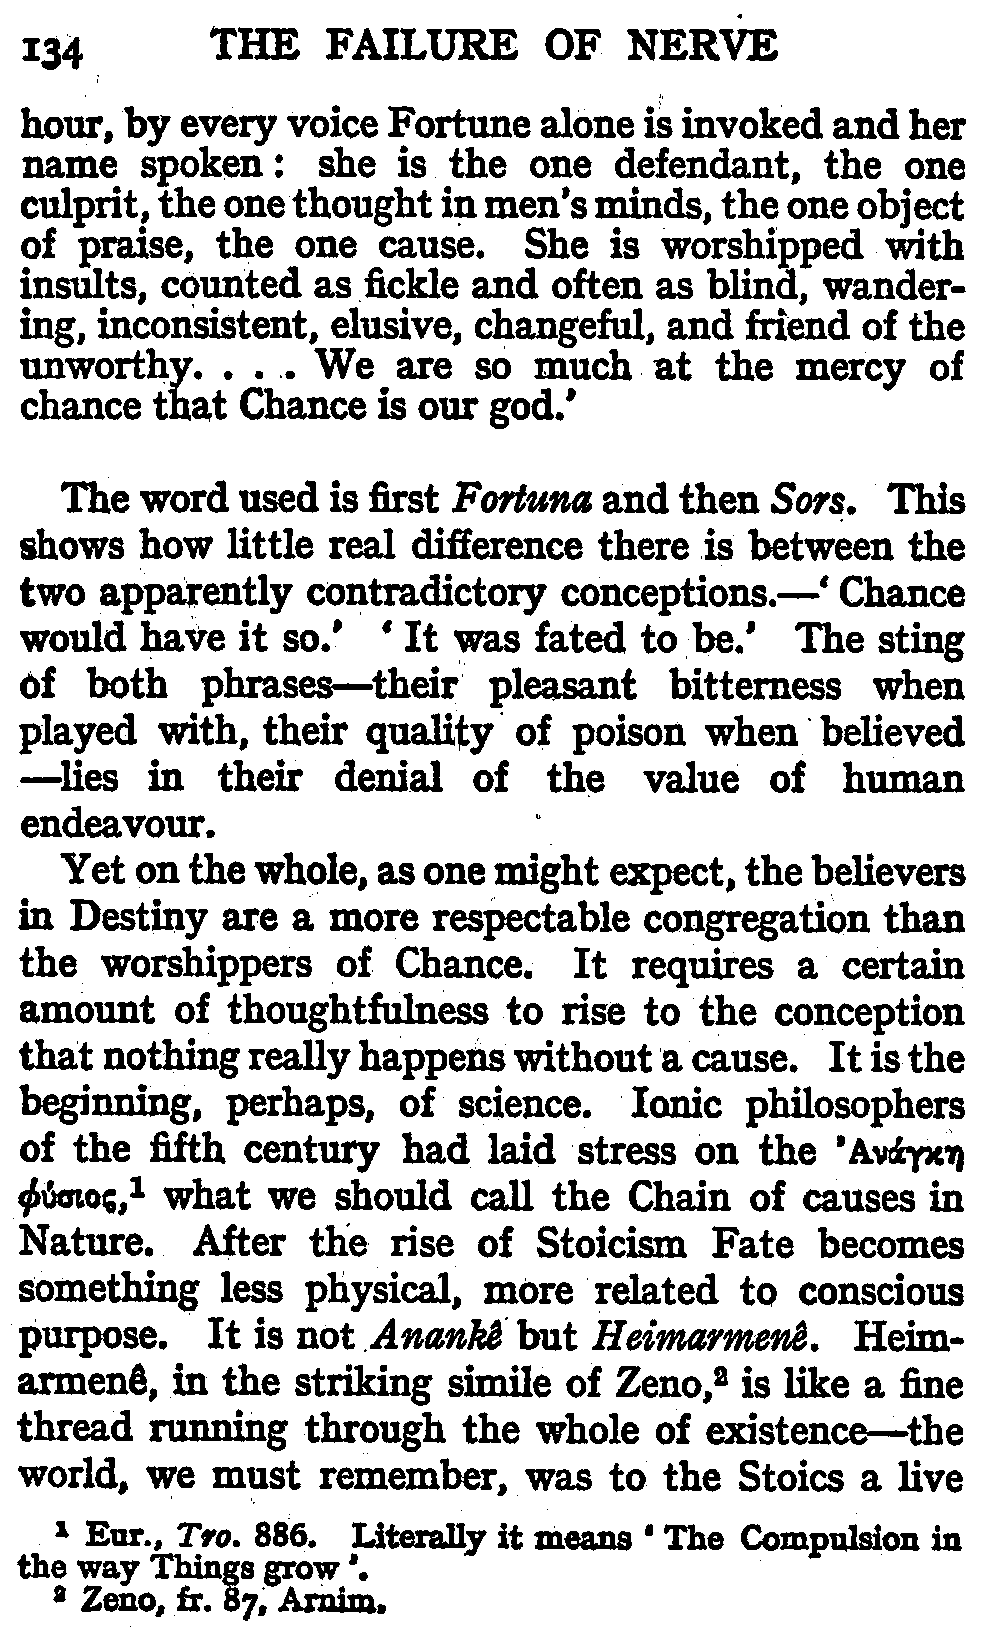 134 THE FAILURE OF NERVE
hour, by every voice Fortune alone is invoked and her
name spoken : she is the one defendant, the one
culprit, the one thought in men's minds, the one object
of praise, the one cause. She is worshipped with
insults, counted as fickle and often as blind, wander-
ing, inconsistent, elusive, changeful, and friend of the
unworthy. . . . We are so much at the mercy of
chance that Chance is our god.'
The word used is first Fortuna and then Sors. This
shows how little real difference there is between the
two apparently contradictory conceptions.—' Chance
would have it so.' ' It was fated to be.' The sting
of both phrases—their pleasant bitterness when
played with, their quality of poison when believed
—lies in their denial of the value of human
endeavour.
Yet on the whole, as one might expect, the believers
in Destiny are a more respectable congregation than
the worshippers of Chance. It requires a certain
amount of thoughtfulness to rise to the conception
that nothing really happens without a cause. It is the
beginning, perhaps, of science. Ionic philosophers
of the fifth century had laid stress on the 'Ανάγκη
φύσιος,¹ what we should call the Chain of causes in
Nature. After the rise of Stoicism Fate becomes
something less physical, more related to conscious
purpose. It is not Anankê but Heimarmenê. Heim-
armenê, in the striking simile of Zeno,² is like a fine
thread running through the whole of existence—the
world, we must remember, was to the Stoics a live
¹ Eur., Tro. 886. Literally it means ' The Compulsion in
the way Things grow '.
² Zeno, fr. 87, Arnim.